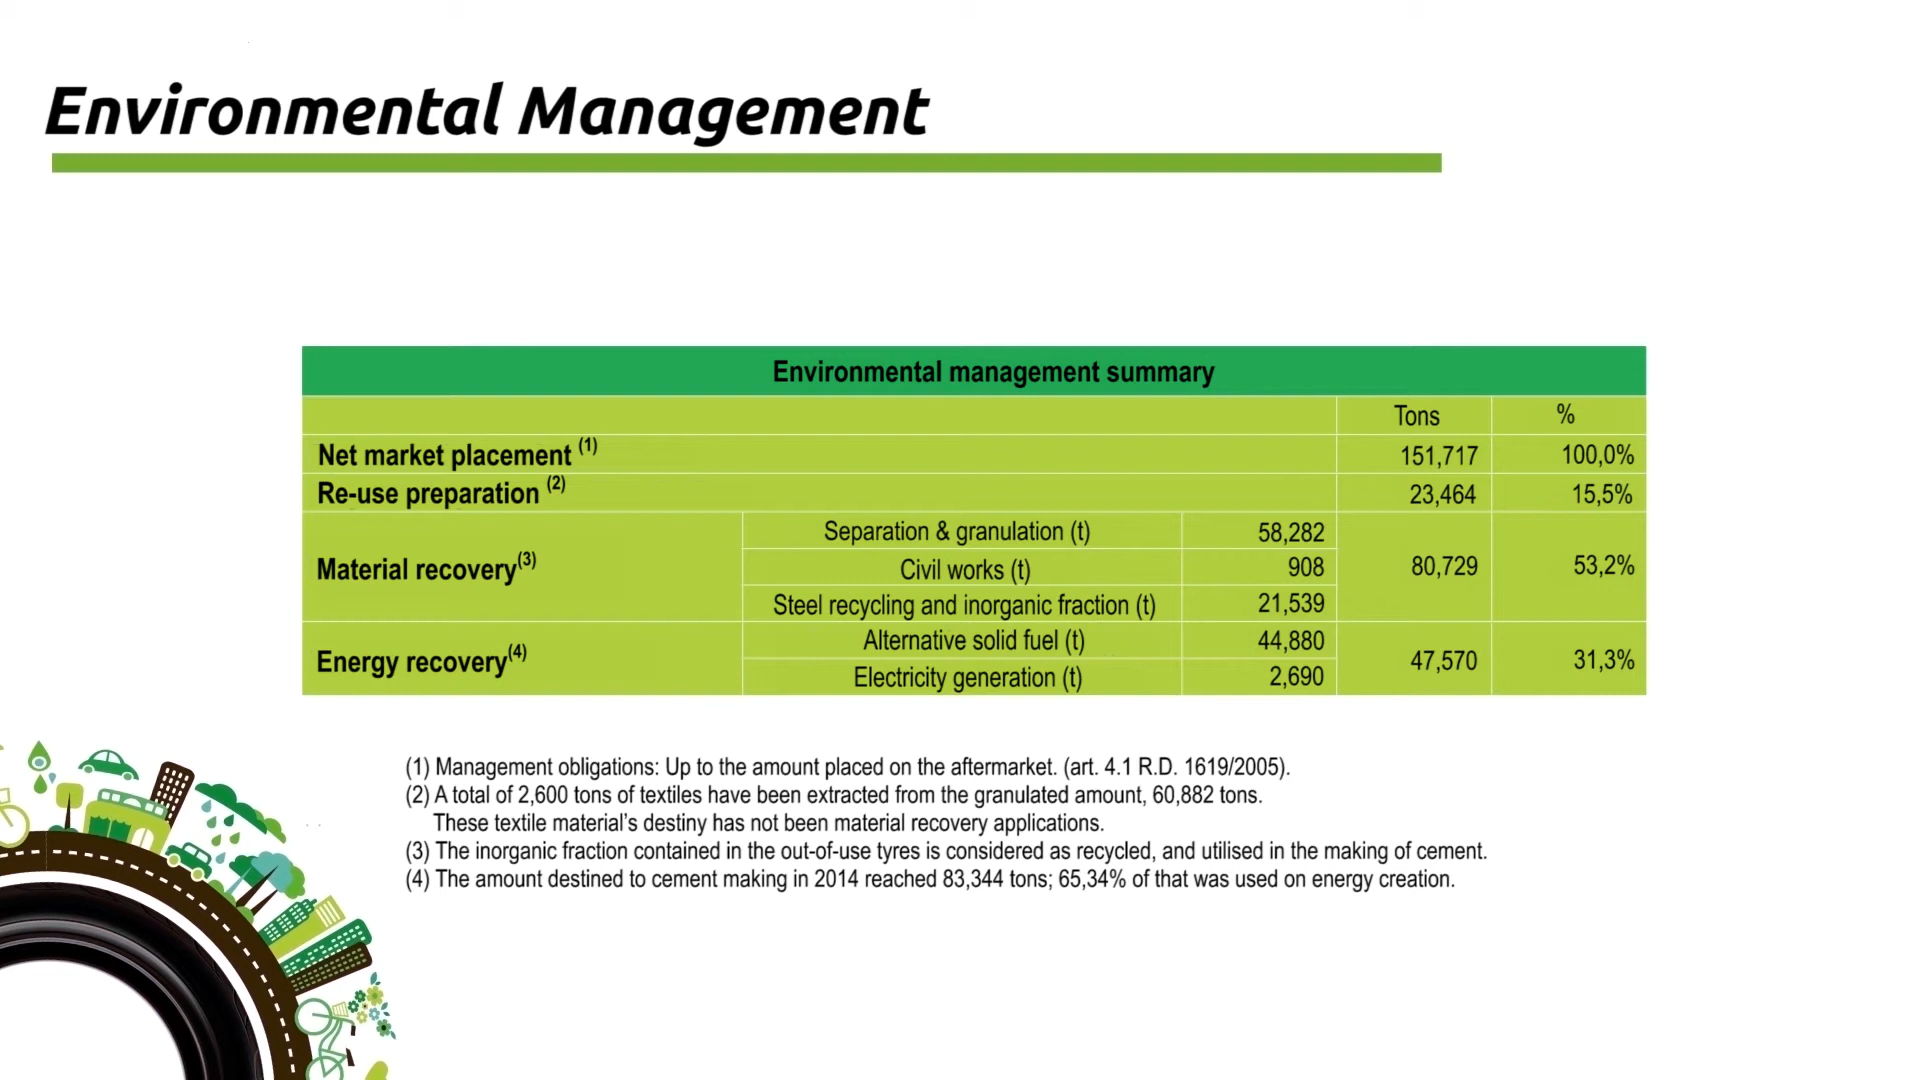 Environmental Management
Environmental management summary
Tons %
Net market placement (1) 151,717 100,0%
Re-use preparation (2) 23,464 15,5%
Material recovery(3) Separation & granulation (t) 58,282 80,729 53,2%
Civil works (t) 908
Steel recycling and inorganic fraction (t) 21,539
Energy recovery(4) Alternative solid fuel (t) 44,880 47,570 31,3%
Electricity generation (t) 2,690
(1) Management obligations: Up to the amount placed on the aftermarket. (art. 4.1 R.D. 1619/2005).
(2) A total of 2,600 tons of textiles have been extracted from the granulated amount, 60,882 tons.
These textile material's destiny has not been material recovery applications.
(3) The inorganic fraction contained in the out-of-use tyres is considered as recycled, and utilised in the making of cement.
(4) The amount destined to cement making in 2014 reached 83,344 tons; 65,34% of that was used on energy creation.